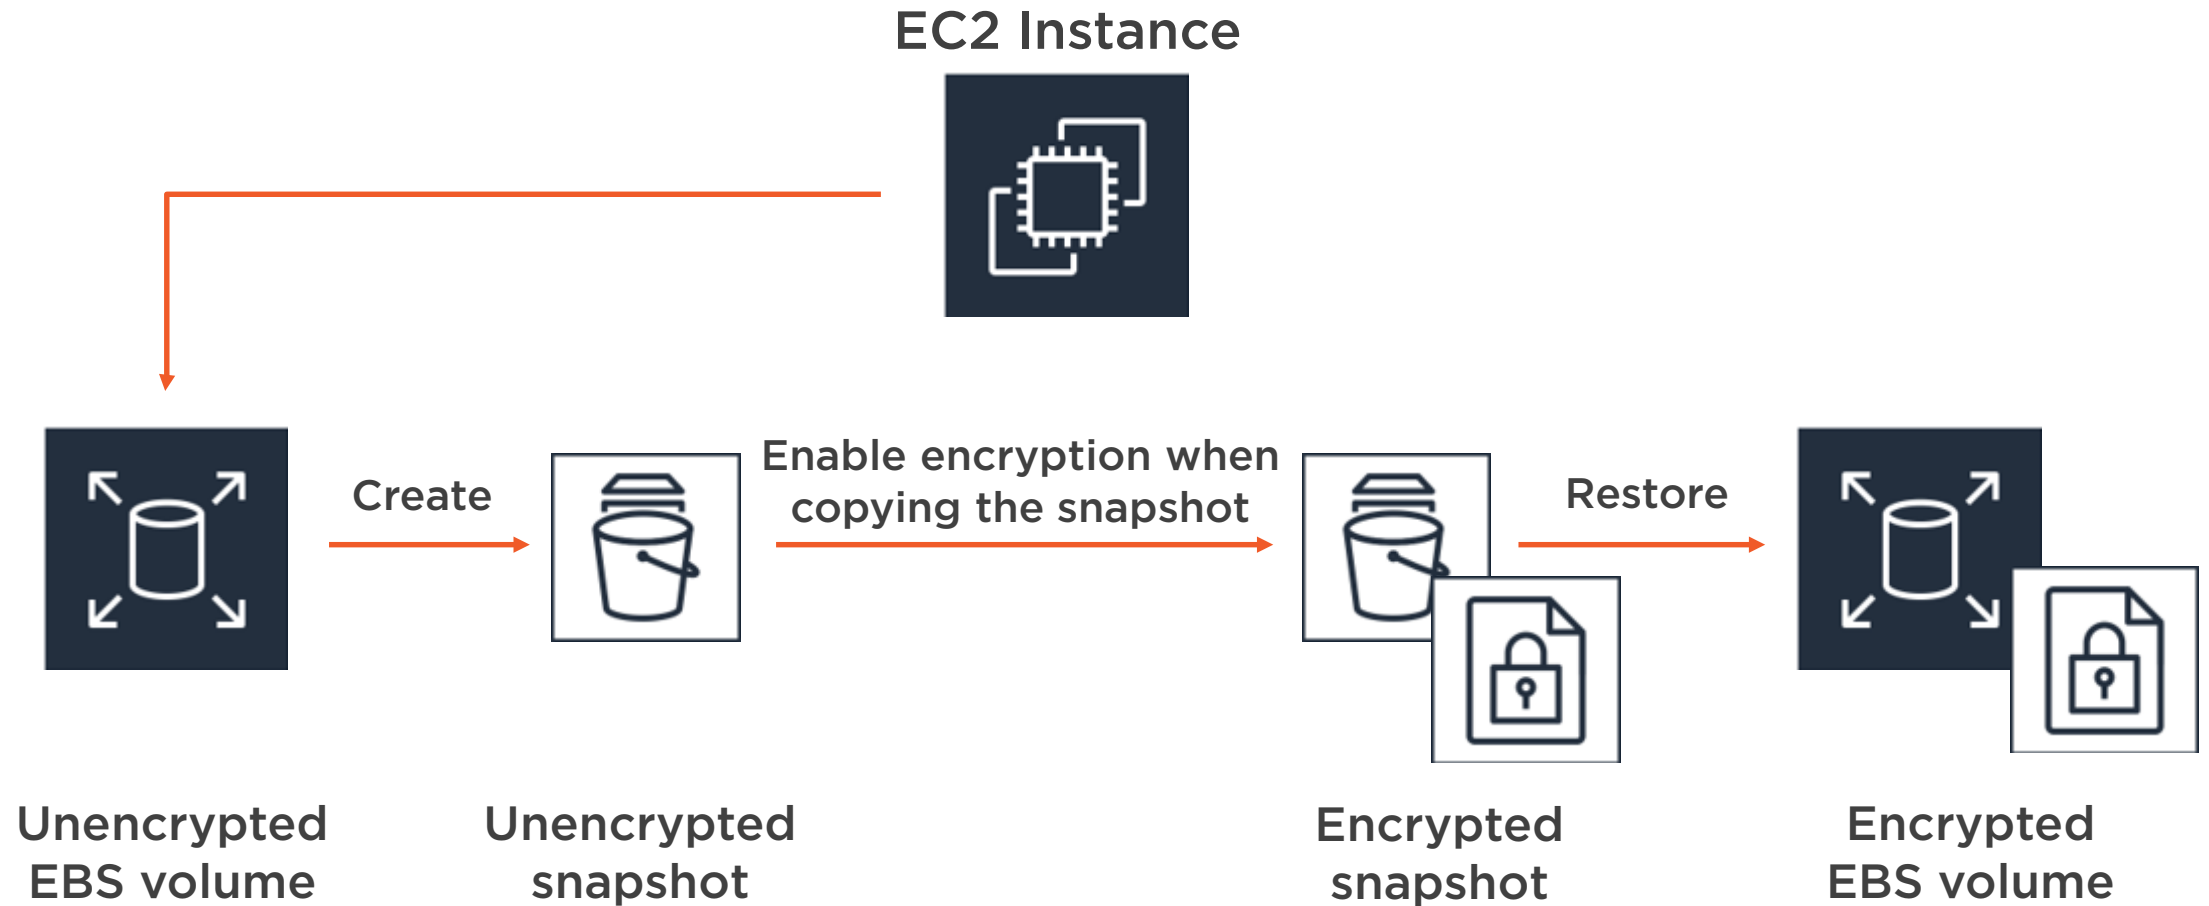 EC2 Instance
Create
Enable encryption when
copying the snapshot
Restore
Unencrypted
EBS volume
Unencrypted
snapshot
Encrypted
snapshot
Encrypted
EBS volume